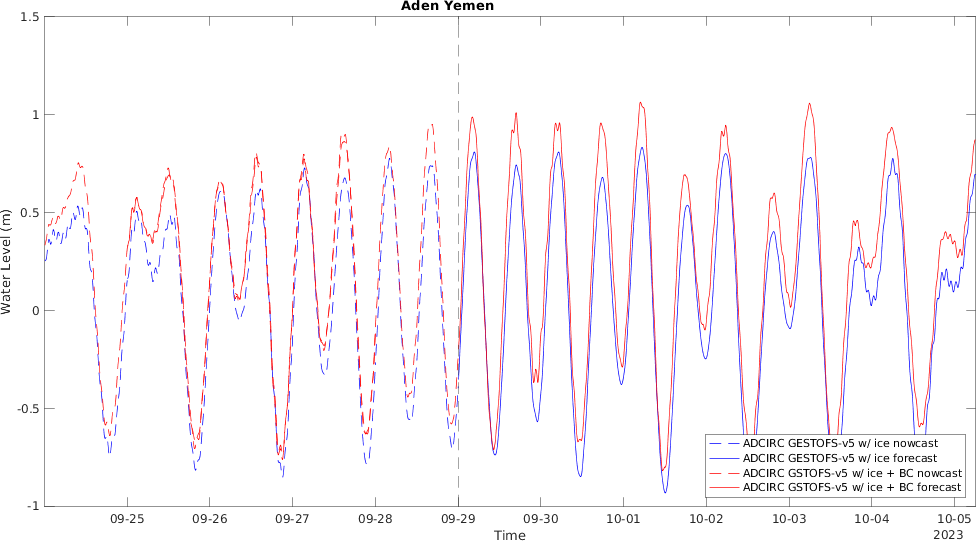 Aden Yemen
1.5
1
0.5
0
-0.5
-1
Water Level (m)
ADCIRC GESTOFS-v5 w/ ice nowcast
ADCIRC GESTOFS-v5 w/ ice forecast
ADCIRC GSTOFS-v5 w/ ice + BC nowcast
ADCIRC GSTOFS-v5 w/ ice + BC forecast
09-25 09-26 09-27 09-28 09-29 09-30 10-01 10-02 10-03 10-04 10-05
Time 2023